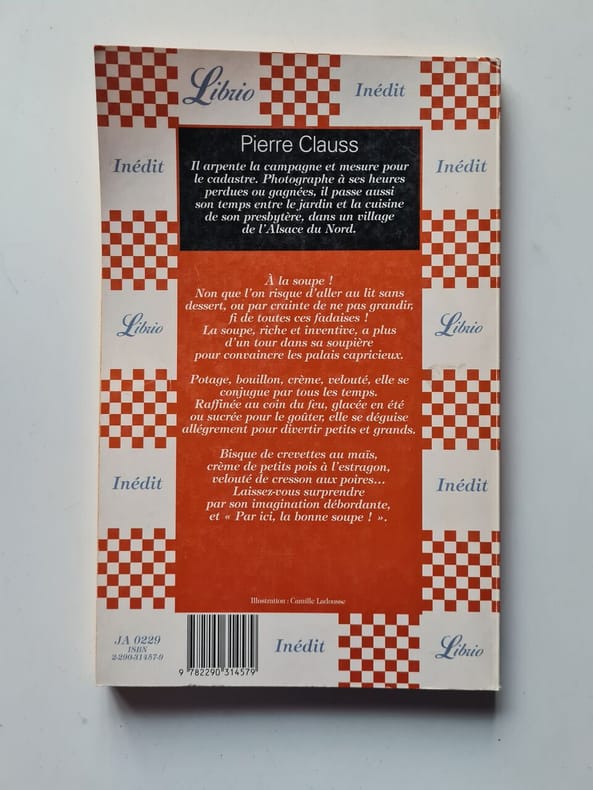 Librio
Inédit
Pierre Clauss
Il arpente la campagne et mesure pour
le cadastre. Photographe à ses heures
perdues ou gagnées, il passe aussi
son temps entre le jardin et la cuisine
de son presbytère, dans un village
de l'Alsace du Nord.
Inédit
Inédit
À la soupe !
Non que l'on risque d'aller au lit sans
dessert, ou par crainte de ne pas grandir,
fi de toutes ces fadaises !
La soupe, riche et inventive, a plus
d'un tour dans sa soupière
pour convaincre les palais capricieux.
Librio
Librio
Potage, bouillon, crème, velouté, elle se
conjugue par tous les temps.
Raffinée au coin du feu, glacée en été
ou sucrée pour le goûter, elle se déguise
allégrement pour divertir petits et grands.
Bisque de crevettes au maïs,
crème de petits pois à l'estragon,
velouté de cresson aux poires...
Laissez-vous surprendre
par son imagination débordante,
et « Par ici, la bonne soupe ! ».
Inédit
Inédit
Illustration : Camille Ladousse
JA 0229
ISBN
2-290-31457-9
9 782290 314579
Inédit
Librio